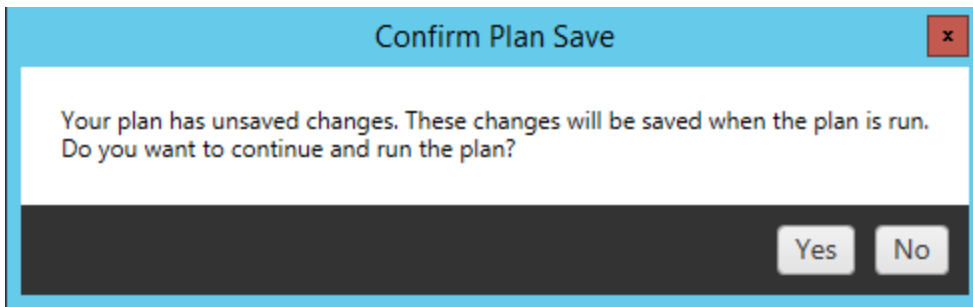 Confirm Plan Save
x
Your plan has unsaved changes. These changes will be saved when the plan is run.
Do you want to continue and run the plan?
Yes No